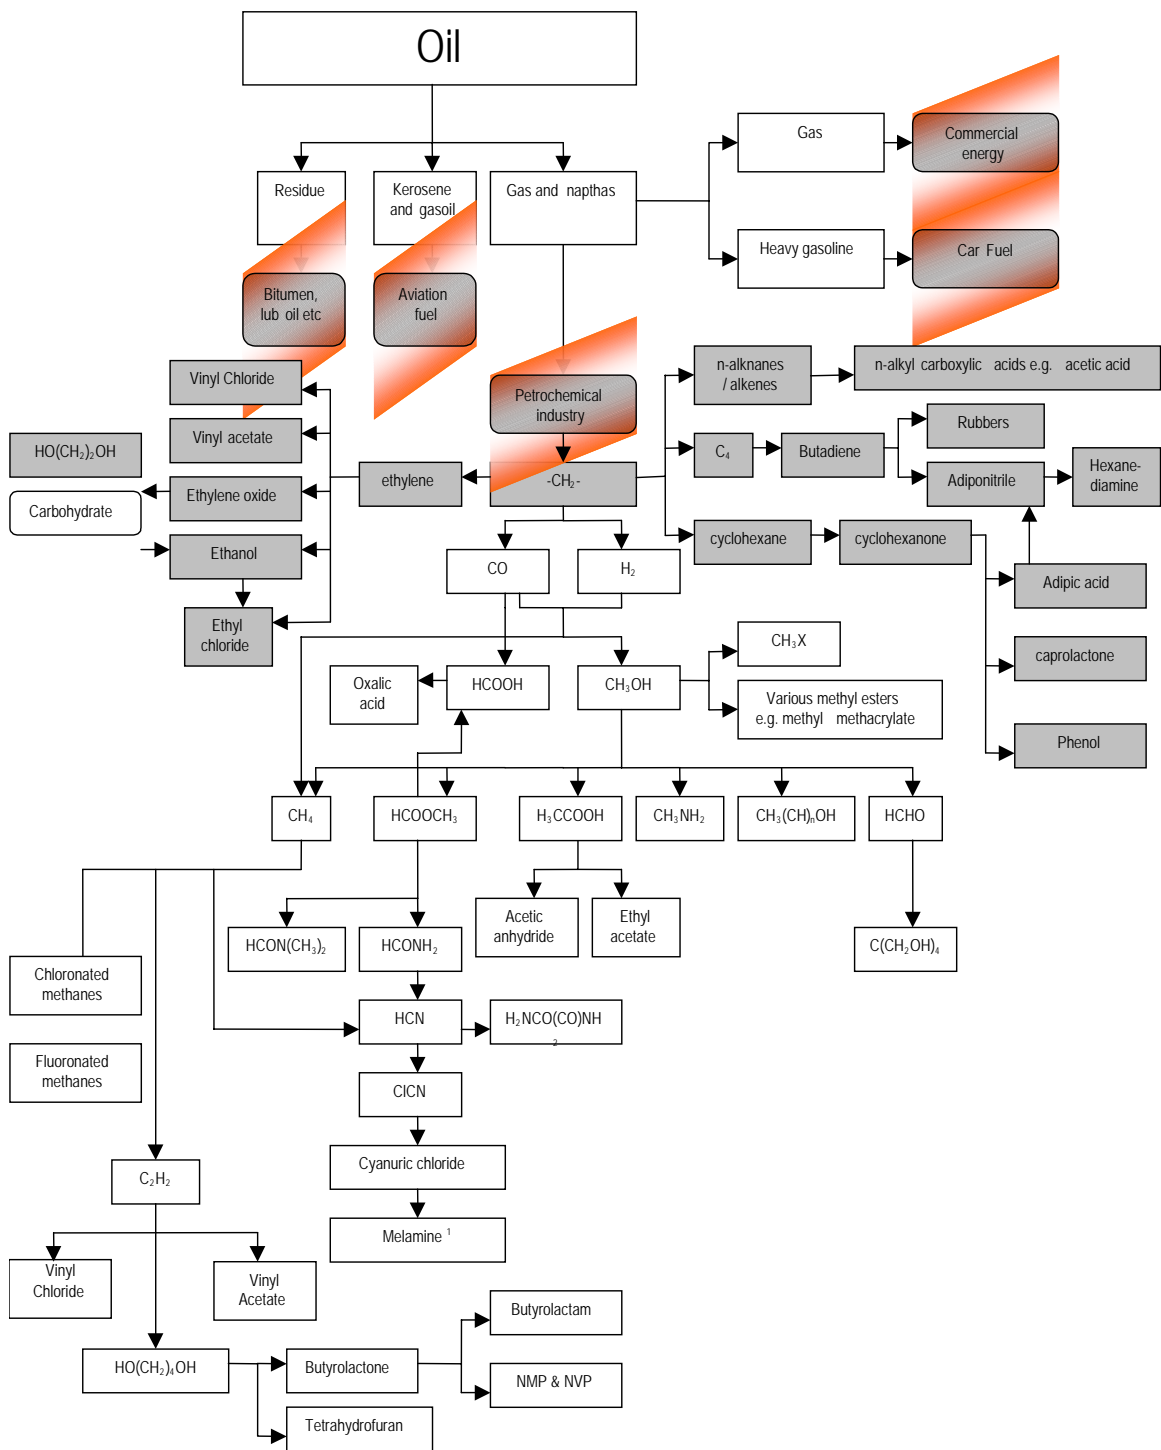 Oil
Gas
Commercial
energy
Residue
Kerosene
and gasoil
Gas and napthas
Heavy gasoline
Car Fuel
Bitumen,
lub oil etc
Aviation
fuel
Vinyl Chloride
Petrochemical
industry
n-alknanes
/ alkenes
n-alkyl carboxylic acids e.g. acetic acid
Vinyl acetate
HO(CH₂)₂OH
C₄
Butadiene
Rubbers
ethylene
-CH₂-
Adiponitrile
Hexane-
diamine
Ethylene oxide
Carbohydrate
Ethanol
cyclohexane
cyclohexanone
CO
H₂
Adipic acid
Ethyl
chloride
CH₃X
caprolactone
Oxalic
acid
HCOOH
CH₃OH
Various methyl esters
e.g. methyl methacrylate
Phenol
CH₄
HCOOCH₃
H₃CCOOH
CH₃NH₂
CH₃(CH)ₙOH
HCHO
Acetic
anhydride
Ethyl
acetate
HCON(CH₃)₂
HCONH₂
C(CH₂OH)₄
Chloronated
methanes
HCN
H₂NCO(CO)NH
₂
Fluoronated
methanes
ClCN
Cyanuric chloride
C₂H₂
Melamine ¹
Vinyl
Chloride
Vinyl
Acetate
Butyrolactam
HO(CH₂)₄OH
Butyrolactone
NMP & NVP
Tetrahydrofuran